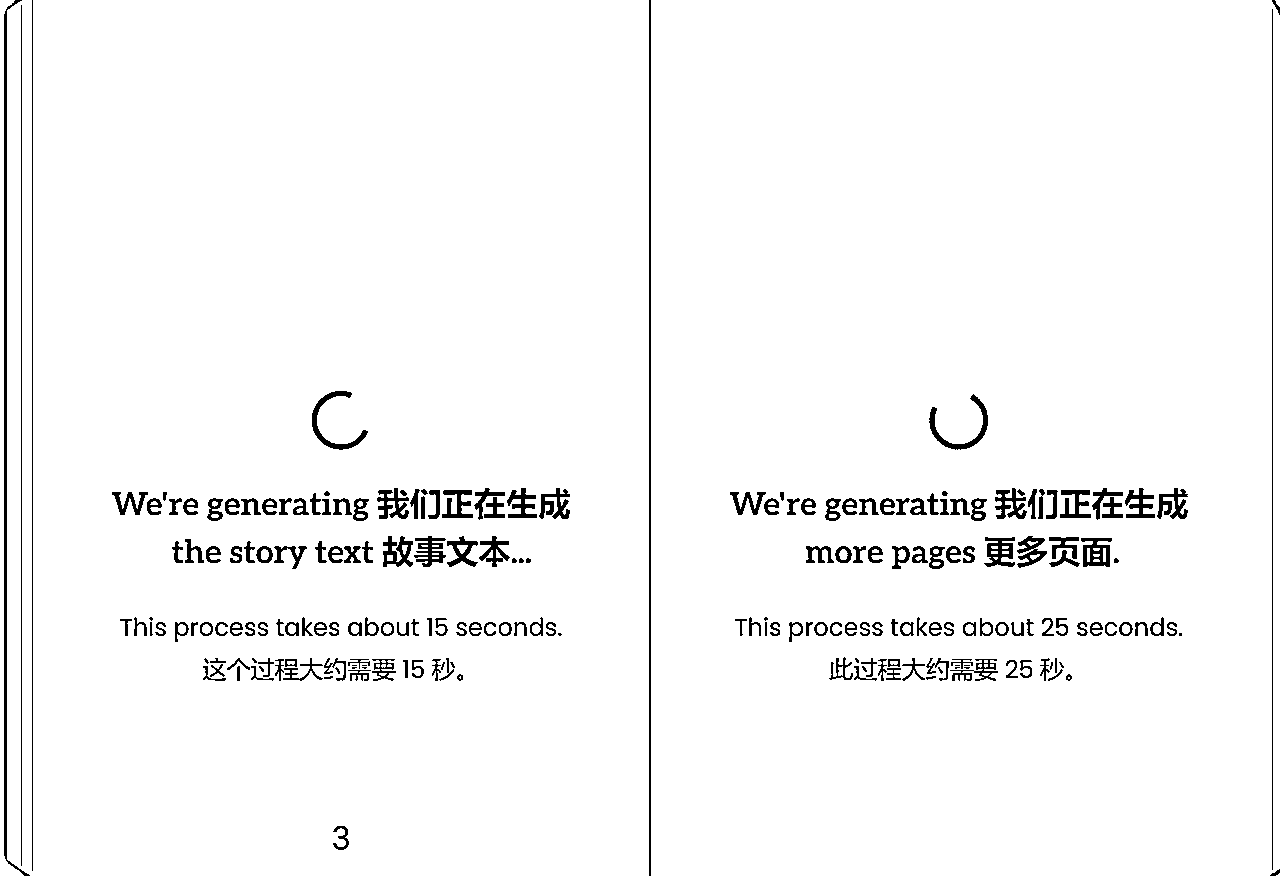 We're generating 我们正在生成
the story text 故事文本...
This process takes about 15 seconds.
这个过程大约需要 15 秒。
3
We're generating 我们正在生成
more pages 更多页面.
This process takes about 25 seconds.
此过程大约需要 25 秒。